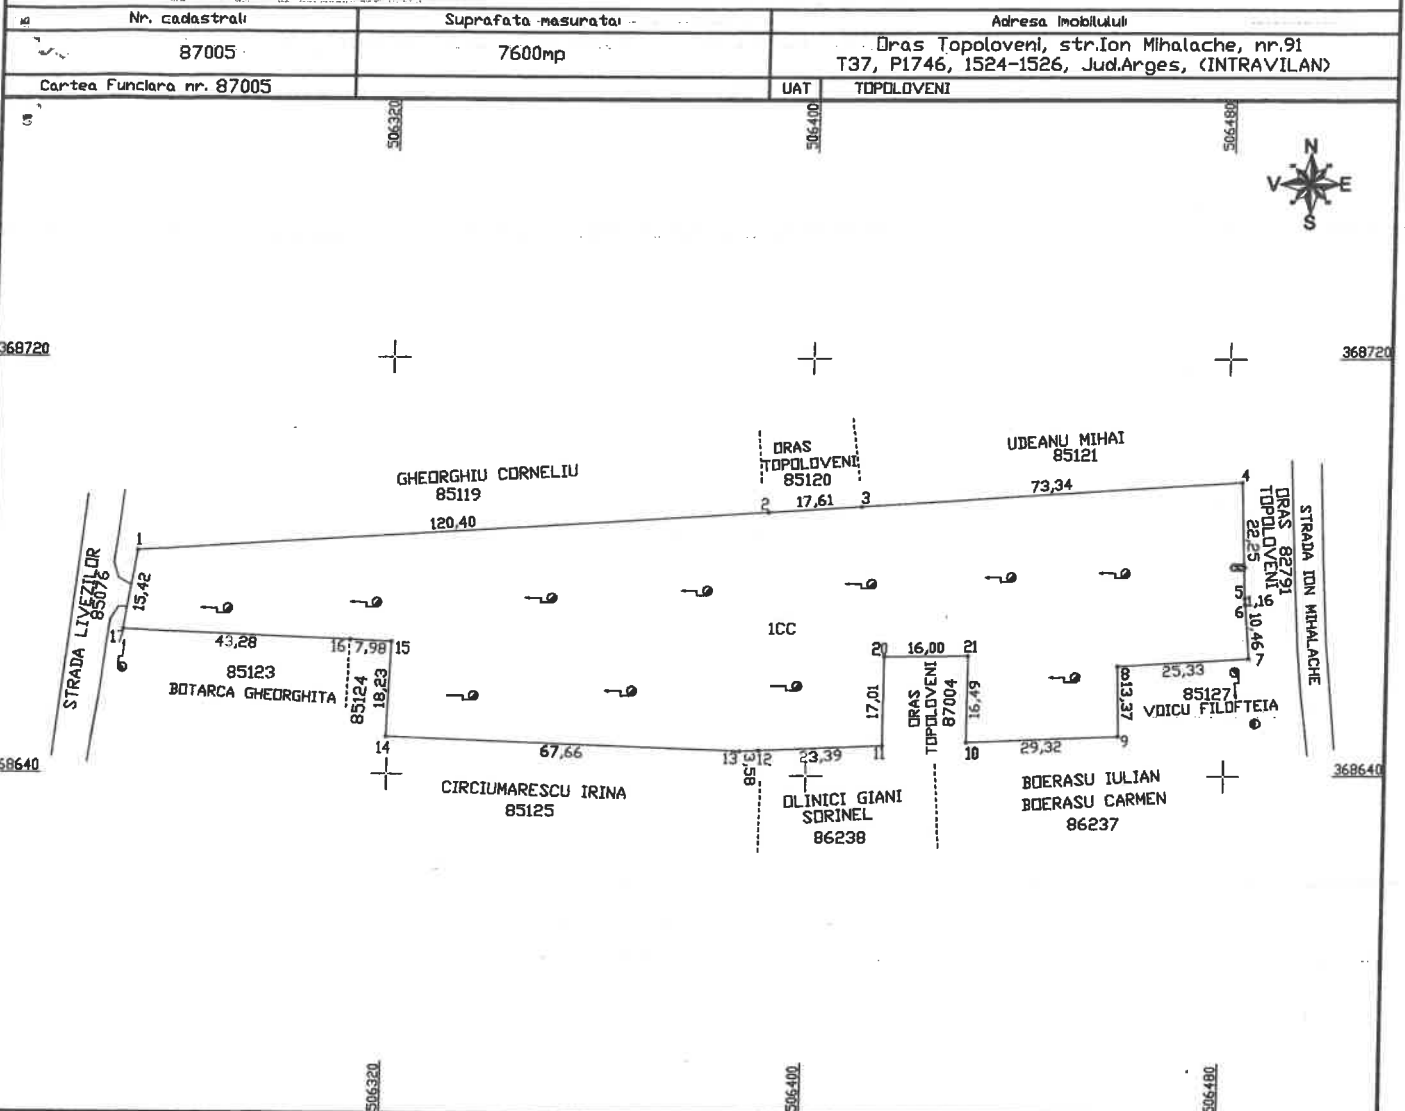 Nr. cadastral:
Suprafata masurata:
Adresa imobilului:
87005
7600mp
Oras Topoloveni, str.Ion Mihalache, nr.91
T37, P1746, 1524-1526, Jud.Arges, (INTRAVILAN)
Cartea Funciara nr. 87005
UAT
TOPOLOVENI
506320
506400
506480
N
V
E
S
368720
368720
GHEORGHIU CORNELIU
85119
120,40
ORAS
TOPOLOVENI
85120
17,61
UDEANU MIHAI
85121
73,34
1
2
3
4
STRADA LIVEZILOR
85076
15,42
22,25
ORAS 82791
TOPOLOVENI
STRADA ION MIHALACHE
5
1,16
6
10,46
7
1CC
17
43,28
16
7,98
15
85123
BOTARCA GHEORGHITA
85124
18,23
20
16,00
21
17,01
ORAS
TOPOLOVENI
87004
16,49
8
13,37
25,33
85127
VOICU FILOFTEIA
14
67,66
13
3,58
12
23,39
11
10
29,32
9
68640
368640
CIRCIUMARESCU IRINA
85125
OLINICI GIANI
SORINEL
86238
BOERASU IULIAN
BOERASU CARMEN
86237
506320
506400
506480